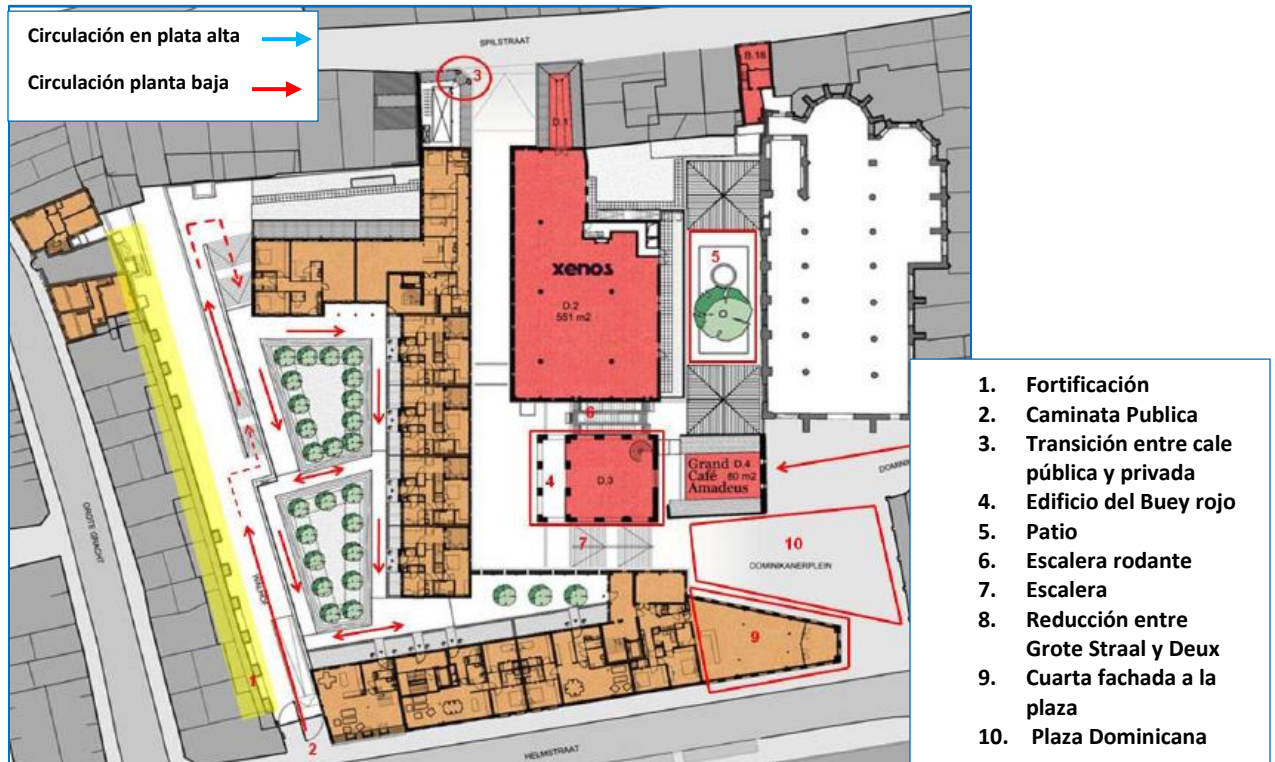 Circulación en plata alta
Circulación planta baja
SPILSTRAAT
3
B.18
D.1
5
xenos
D.2
551 m2
6
Grand D.4
Café 80 m2
Amadeus
4
D.3
7
10
DOMINIKANERPLEIN
GROTE GRACHT
WALHOF
9
1
2
HELMSTRAAT
1. Fortificación
2. Caminata Publica
3. Transición entre cale
pública y privada
4. Edificio del Buey rojo
5. Patio
6. Escalera rodante
7. Escalera
8. Reducción entre
Grote Straal y Deux
9. Cuarta fachada a la
plaza
10. Plaza Dominicana